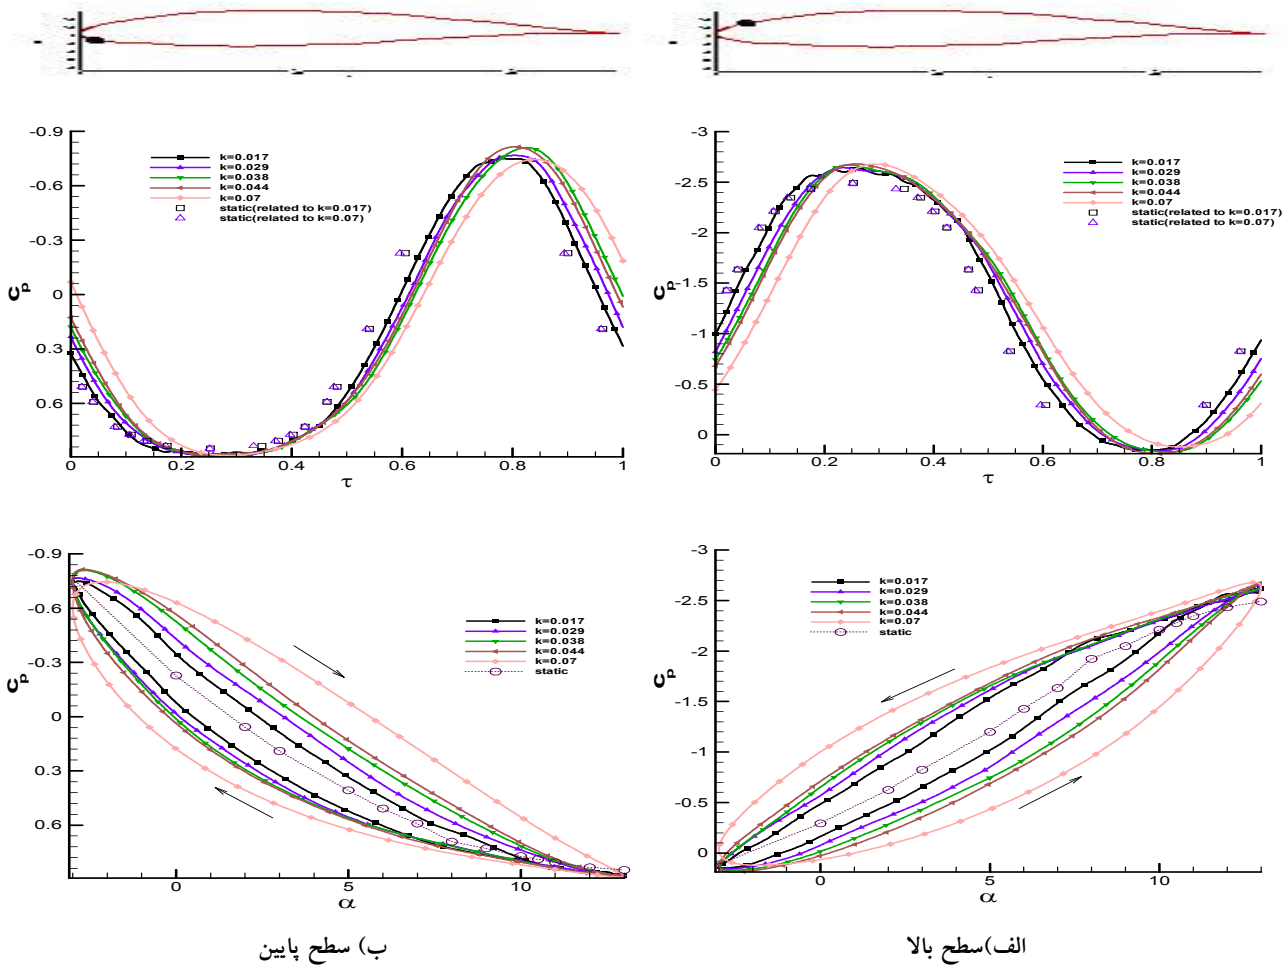 -0.9
-0.6
-0.3
0
0.3
0.6
c_p
k=0.017
k=0.029
k=0.038
k=0.044
k=0.07
static(related to k=0.017)
static(related to k=0.07)
0 0.2 0.4 0.6 0.8 1
τ
-3
-2.5
-2
-1.5
-1
-0.5
0
c_p
k=0.017
k=0.029
k=0.038
k=0.044
k=0.07
static(related to k=0.017)
static(related to k=0.07)
0 0.2 0.4 0.6 0.8 1
τ
-0.9
-0.6
-0.3
0
0.3
0.6
c_p
k=0.017
k=0.029
k=0.038
k=0.044
k=0.07
static
0 5 10
α
-3
-2.5
-2
-1.5
-1
-0.5
0
c_p
k=0.017
k=0.029
k=0.038
k=0.044
k=0.07
static
0 5 10
α
الف)سطح بالا
ب) سطح پایین